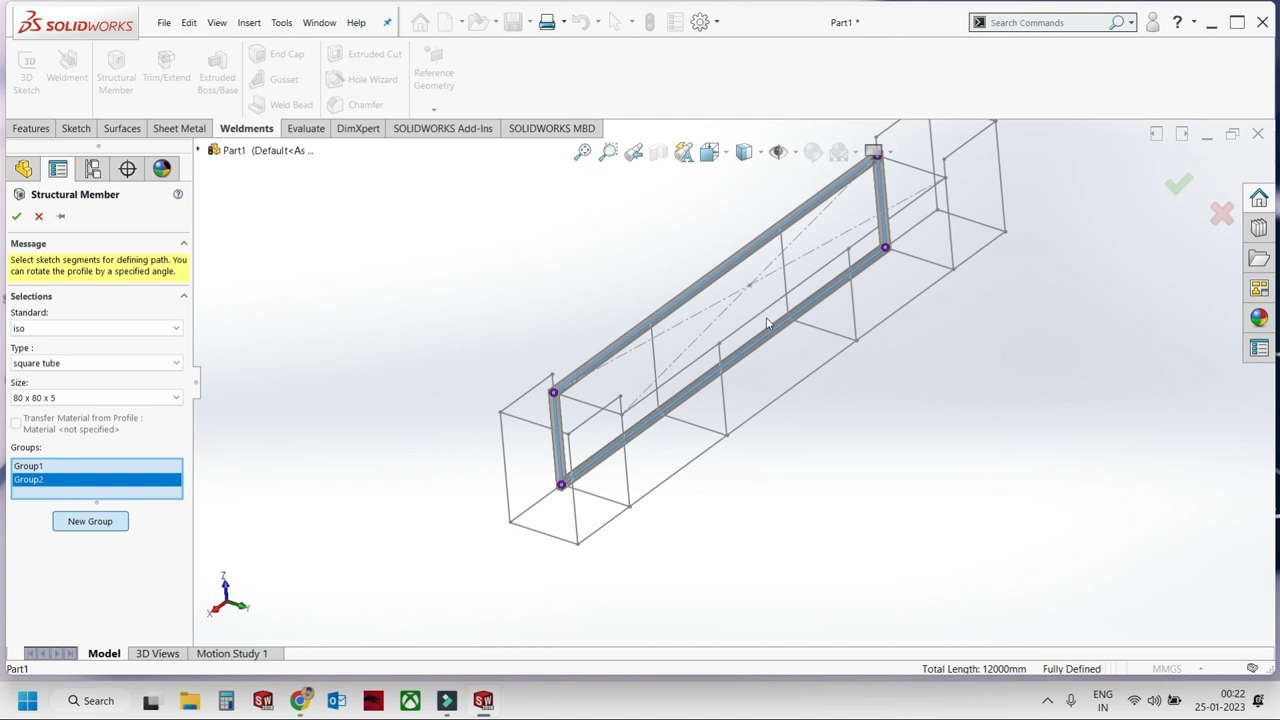 SOLIDWORKS
File Edit View Insert Tools Window Help
Part1 *
Search Commands
?
3D Sketch
Weldment
Structural Member
Trim/Extend
Extruded Boss/Base
End Cap
Gusset
Weld Bead
Extruded Cut
Hole Wizard
Chamfer
Reference Geometry
Features Sketch Surfaces Sheet Metal Weldments Evaluate DimXpert SOLIDWORKS Add-Ins SOLIDWORKS MBD
Part1 (Default<As ...
Structural Member
Message
Select sketch segments for defining path. You
can rotate the profile by a specified angle.
Selections
Standard:
iso
Type :
square tube
Size:
80 x 80 x 5
Transfer Material from Profile :
Material <not specified>
Groups:
Group1
Group2
New Group
Z
X
Y
Model 3D Views Motion Study 1
Part1
Total Length: 12000mm Fully Defined MMGS
Search
ENG
IN
00:22
25-01-2023